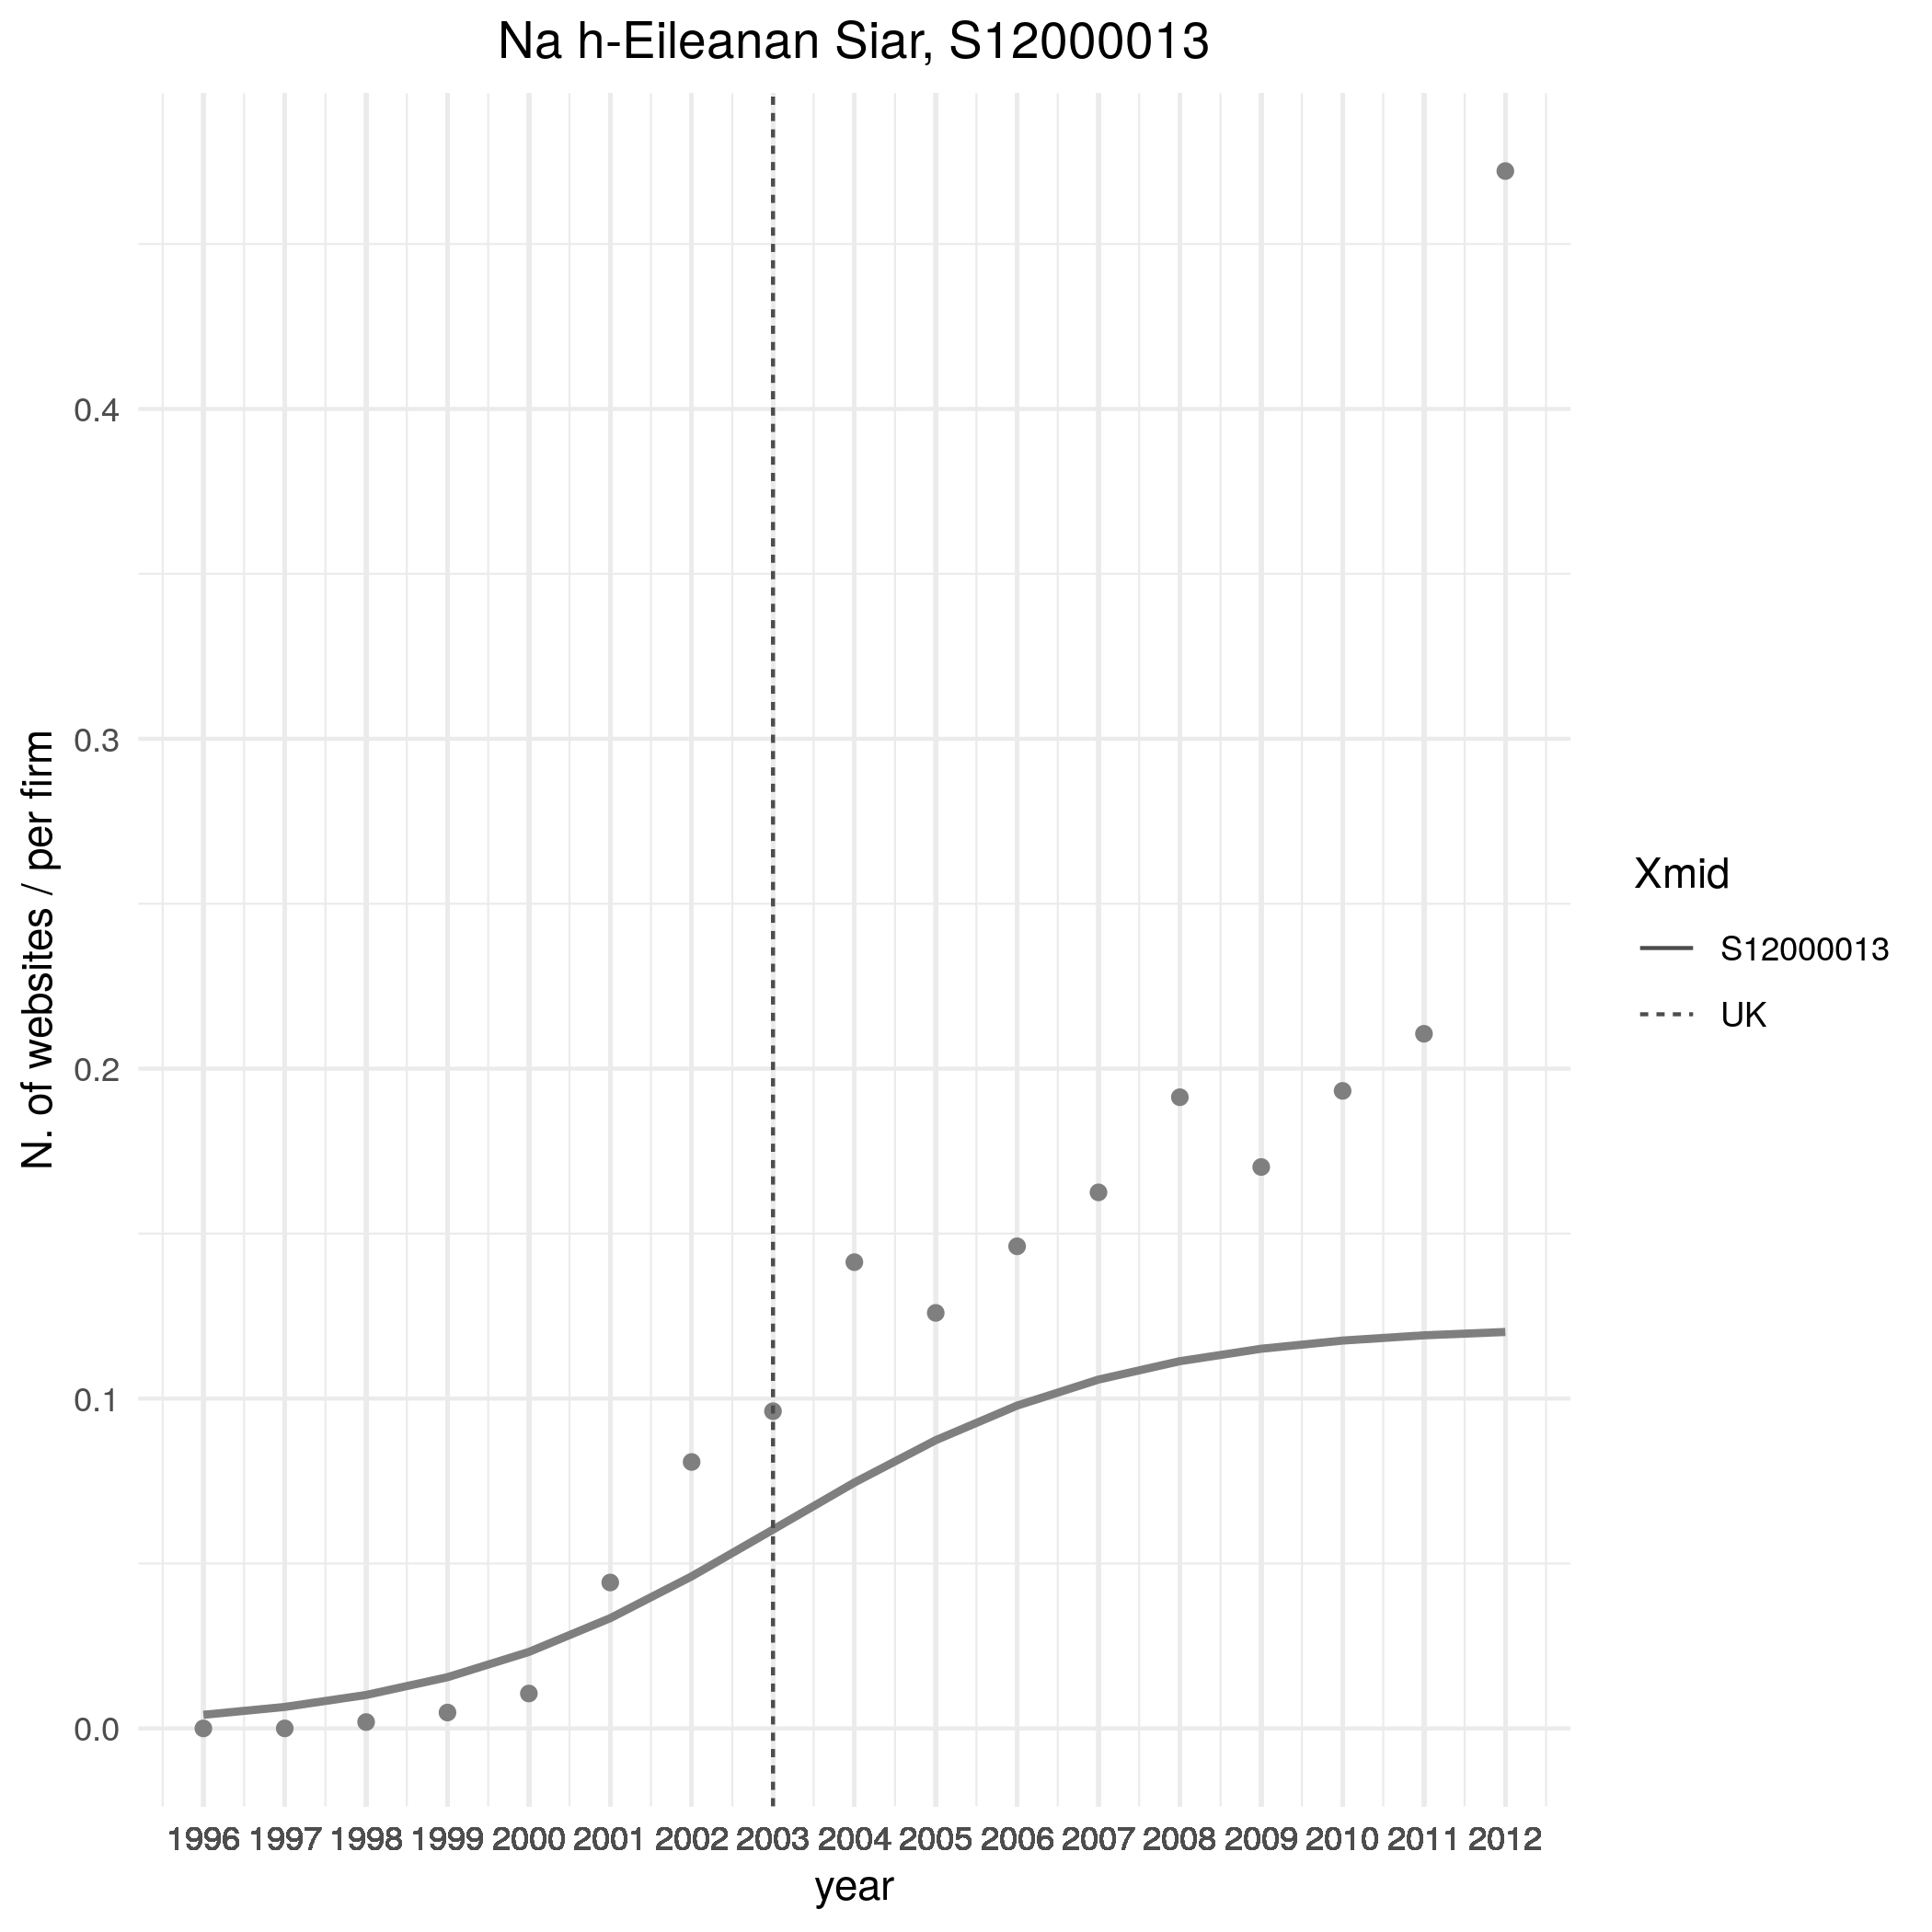 Na h-Eileanan Siar, S12000013
N. of websites / per firm
0.4
0.3
0.2
0.1
0.0
1996 1997 1998 1999 2000 2001 2002 2003 2004 2005 2006 2007 2008 2009 2010 2011 2012
year
Xmid
S12000013
UK